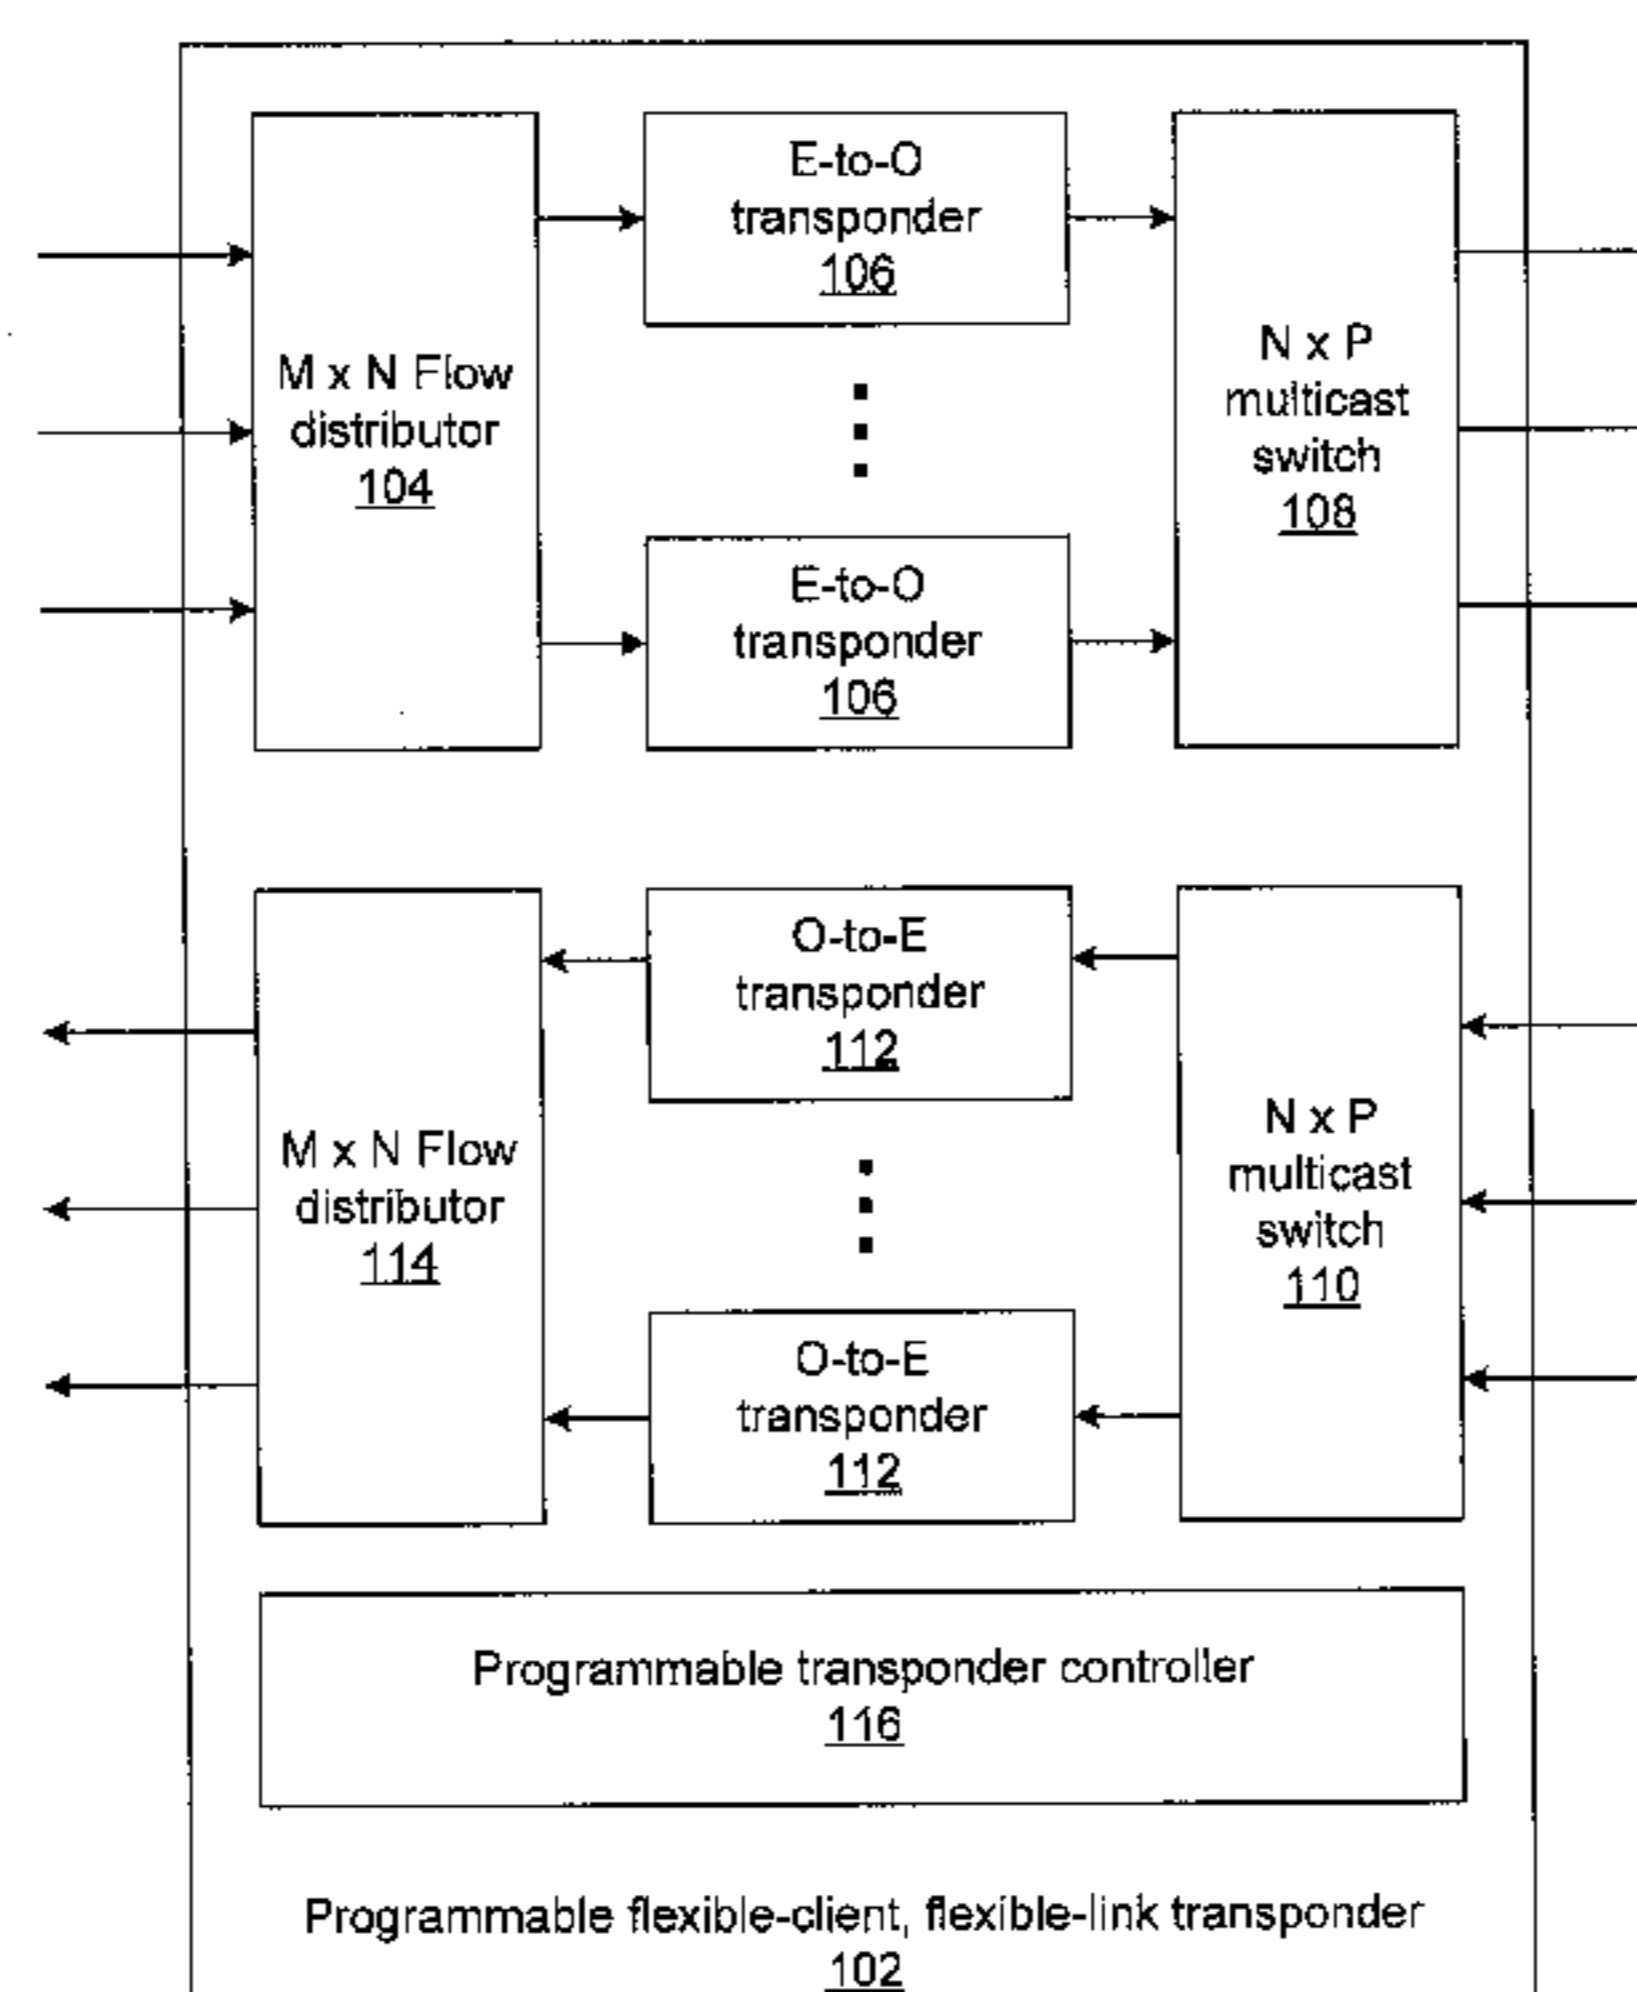 E-to-O
transponder
106
M x N Flow
distributor
104
N x P
multicast
switch
108
E-to-O
transponder
106
O-to-E
transponder
112
M x N Flow
distributor
114
N x P
multicast
switch
110
O-to-E
transponder
112
Programmable transponder controller
116
Programmable flexible-client, flexible-link transponder
102